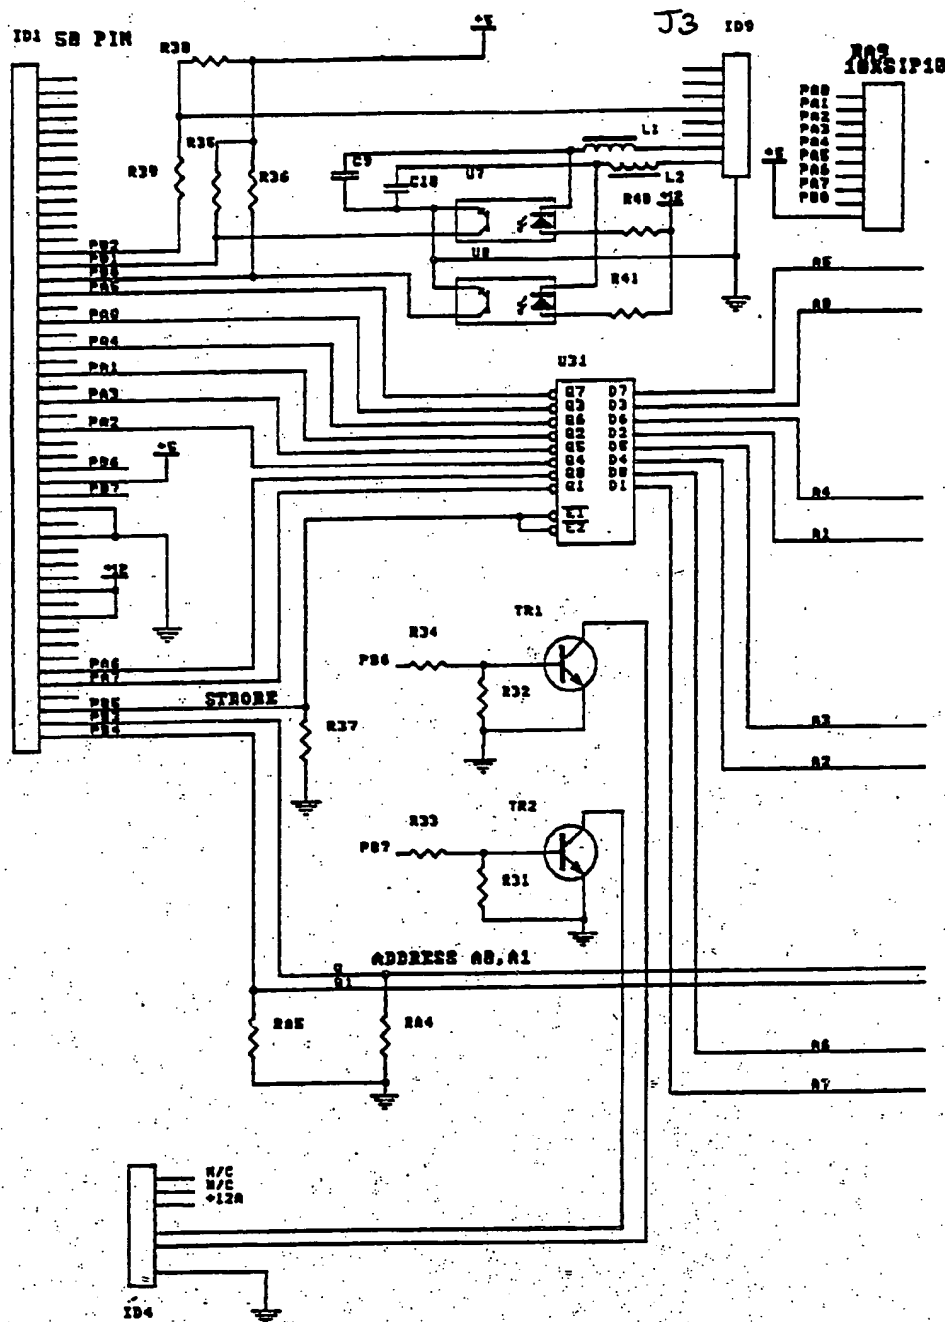 J3
ID1 50 PIN
ID9
+5
R38
RA9
10XSIP10
PA0
PA1
PA2
PA3
PA4
PA5
PA6
PA7
PB0
+5
L1
R35
C9
R39
R36
C10
U7
L2
R40
+12
PB2
PB1
U8
PA5
R41
A5
A0
PA0
PA4
U31
PA1
PA3
PA2
Q7 D7
Q3 D3
Q6 D6
Q2 D2
Q5 D5
Q4 D4
Q0 D0
Q1 D1
E1
E2
+5
PB6
PB7
A4
A1
+12
TR1
R34
PB6
R32
PA6
PA7
STROBE
PB5
PB3
PB4
R37
A3
A2
TR2
R33
PB7
R31
ADDRESS A0,A1
Q1
RA5
RA4
A6
A7
N/C
N/C
+12A
ID4